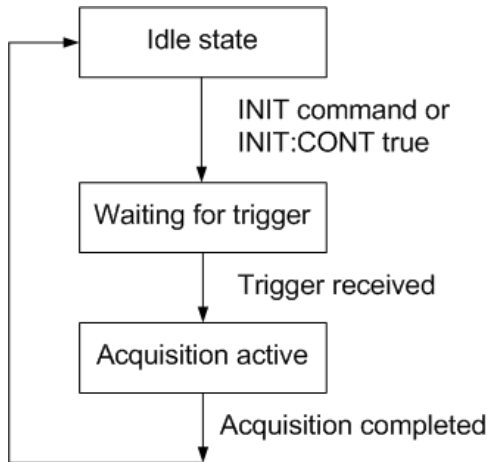 Idle state
INIT command or
INIT:CONT true
Waiting for trigger
Trigger received
Acquisition active
Acquisition completed